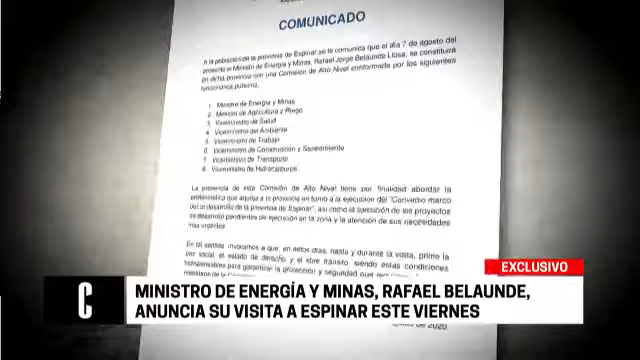 COMUNICADO
A la población de la provincia de Espinar se le comunica que el día 7 de agosto del
presente el Ministro de Energía y Minas, Rafael Jorge Belaunde Llosa, se constituirá
en dicha provincia con una Comisión de Alto Nivel conformada por los siguientes
funcionarios públicos:
1. Ministro de Energía y Minas
2. Ministro de Agricultura y Riego
3. Viceministro de Salud
4. Viceministro del Ambiente
5. Viceministro de Trabajo
6. Viceministro de Construcción y Saneamiento
7. Viceministro de Transporte
8. Viceministro de Hidrocarburos
La presencia de esta Comisión de Alto Nivel tiene por finalidad abordar la
problemática que aqueja a la provincia en torno a la ejecución del "Convenio marco
por el desarrollo de la provincia de Espinar", así como la ejecución de los proyectos
de desarrollo pendientes de ejecución en la zona y la atención de sus necesidades
más urgentes.
En tal sentido invocamos a que, en estos días, hasta y durante la visita, prime la
paz social, el estado de derecho y el libre tránsito, siendo estas condiciones
indispensables para garantizar la protección y seguridad que
EXCLUSIVO
C
MINISTRO DE ENERGÍA Y MINAS, RAFAEL BELAUNDE,
ANUNCIA SU VISITA A ESPINAR ESTE VIERNES
2020